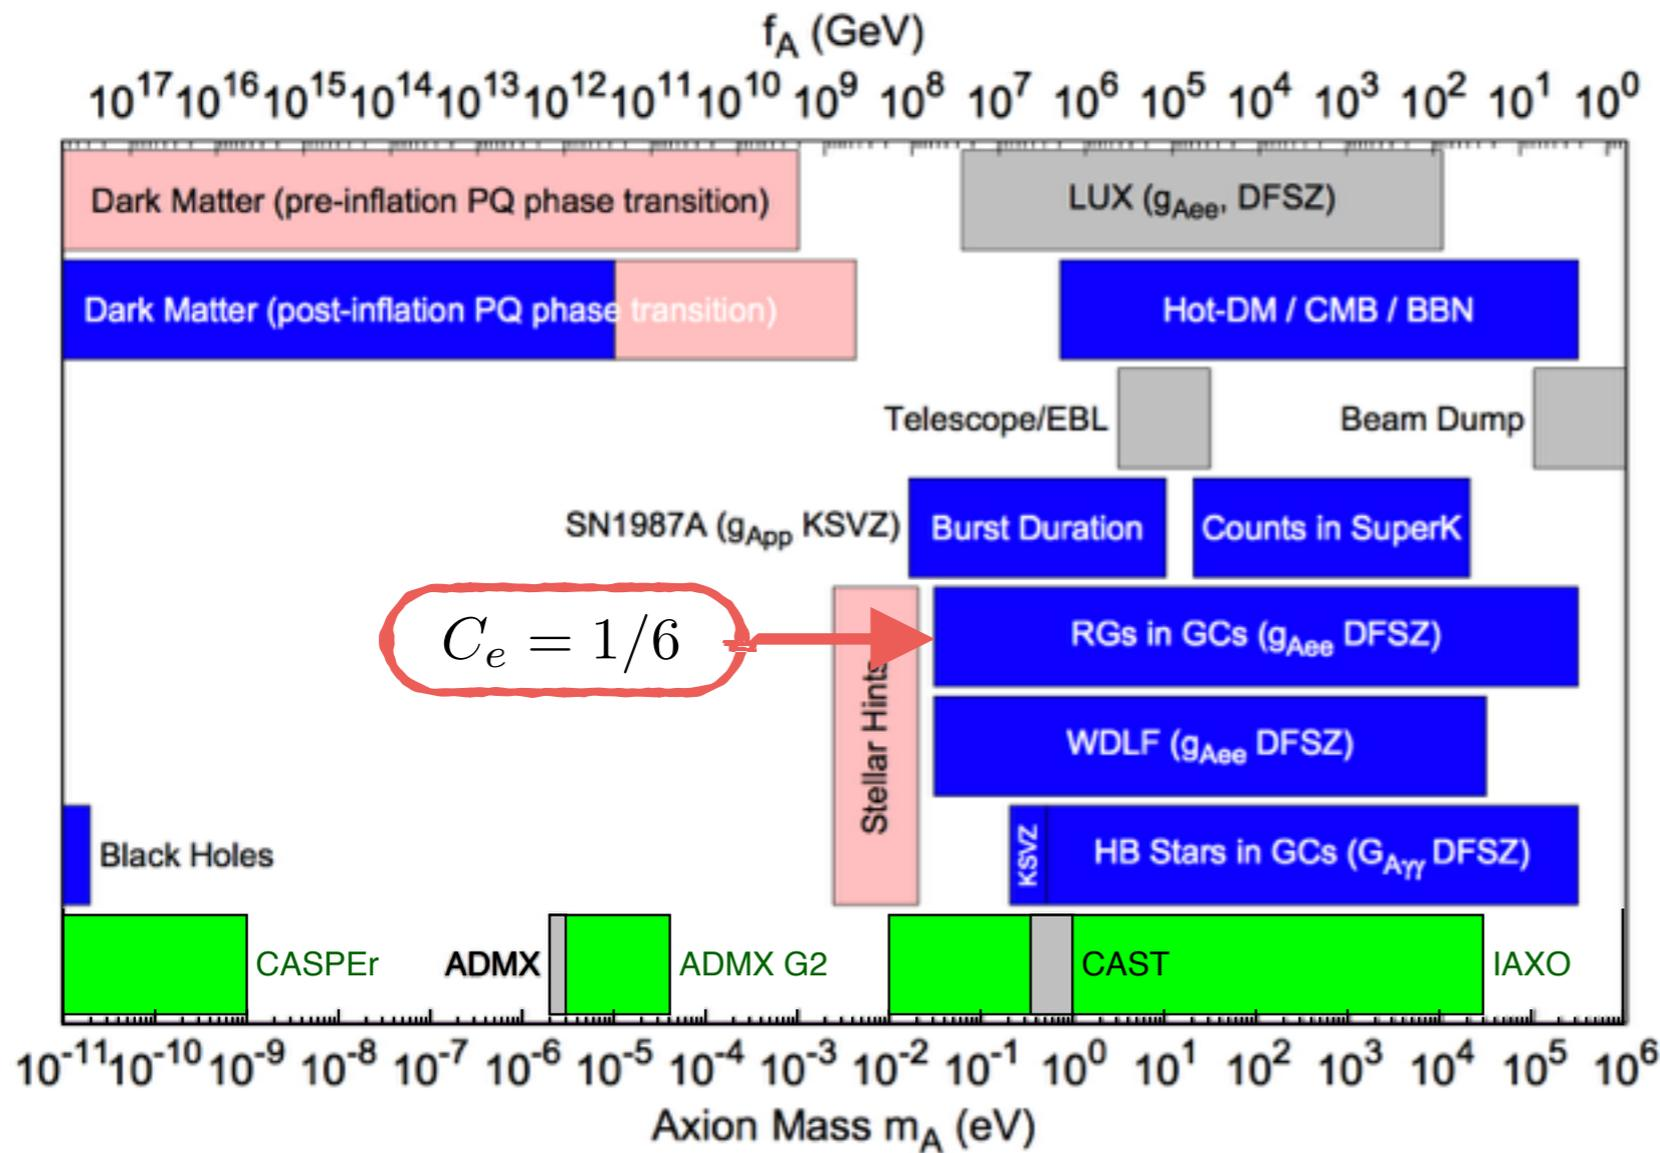 f_A (GeV)
10^17 10^16 10^15 10^14 10^13 10^12 10^11 10^10 10^9 10^8 10^7 10^6 10^5 10^4 10^3 10^2 10^1 10^0
Dark Matter (pre-inflation PQ phase transition)
LUX (g_Aee, DFSZ)
Dark Matter (post-inflation PQ phase transition)
Hot-DM / CMB / BBN
Telescope/EBL
Beam Dump
SN1987A (g_App KSVZ)
Burst Duration
Counts in SuperK
C_e = 1/6
Stellar Hints
RGs in GCs (g_Aee DFSZ)
WDLF (g_Aee DFSZ)
Black Holes
KSVZ
HB Stars in GCs (G_Aγγ DFSZ)
CASPEr
ADMX
ADMX G2
CAST
IAXO
10^-11 10^-10 10^-9 10^-8 10^-7 10^-6 10^-5 10^-4 10^-3 10^-2 10^-1 10^0 10^1 10^2 10^3 10^4 10^5 10^6
Axion Mass m_A (eV)